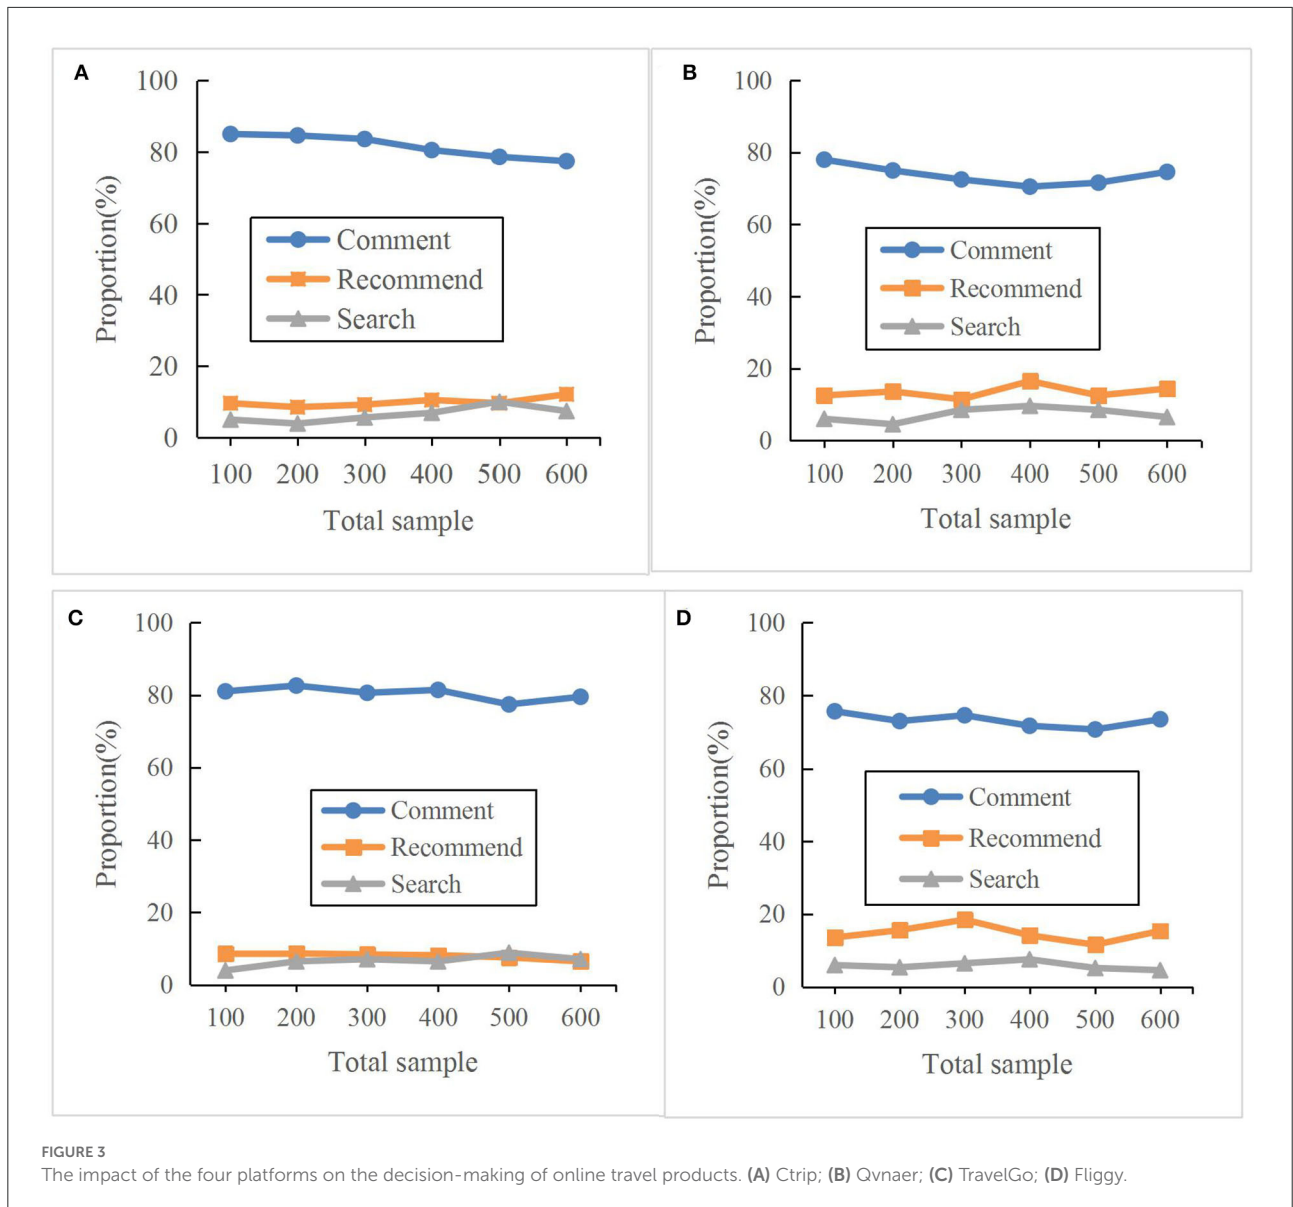 A
100
80
60
40
20
0
Proportion(%)
Comment
Recommend
Search
100 200 300 400 500 600
Total sample
B
100
80
60
40
20
0
Proportion(%)
Comment
Recommend
Search
100 200 300 400 500 600
Total sample
C
100
80
60
40
20
0
Proportion(%)
Comment
Recommend
Search
100 200 300 400 500 600
Total sample
D
100
80
60
40
20
0
Proportion(%)
Comment
Recommend
Search
100 200 300 400 500 600
Total sample
FIGURE 3
The impact of the four platforms on the decision-making of online travel products. (A) Ctrip; (B) Qvnaer; (C) TravelGo; (D) Fliggy.